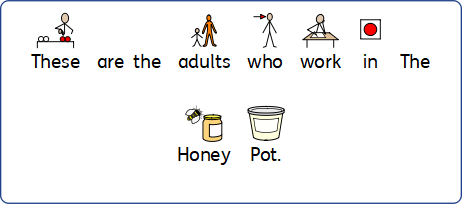 These are the adults who work in The
Honey Pot.